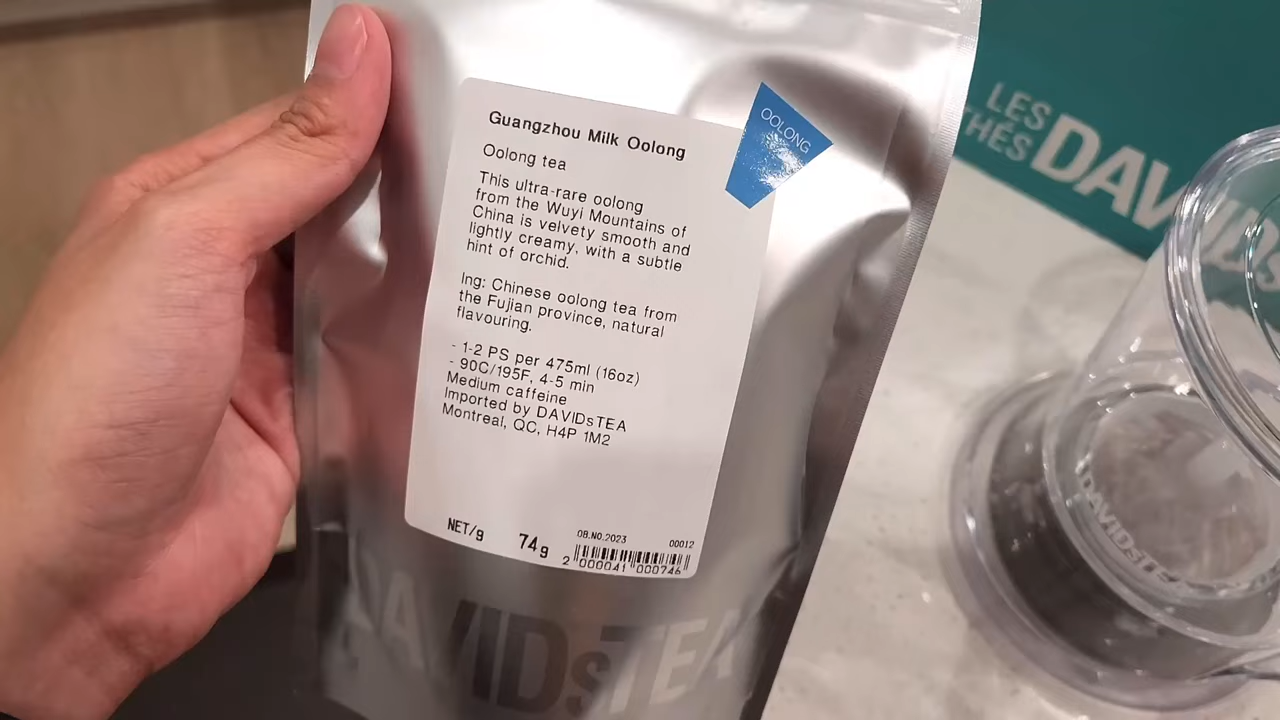 Guangzhou Milk Oolong
OOLONG
Oolong tea
This ultra-rare oolong
from the Wuyi Mountains of
China is velvety smooth and
lightly creamy, with a subtle
hint of orchid.
Ing: Chinese oolong tea from
the Fujian province, natural
flavouring.
- 1-2 PS per 475ml (16oz)
- 90C/195F, 4-5 min
Medium caffeine
Imported by DAVIDsTEA
Montreal, QC, H4P 1M2
NET/g 74g
08.NO.2023 00012
2 000041 000746
DAVIDsTEA
LES
THÉS
DAVIDS
DAVIDSTEA